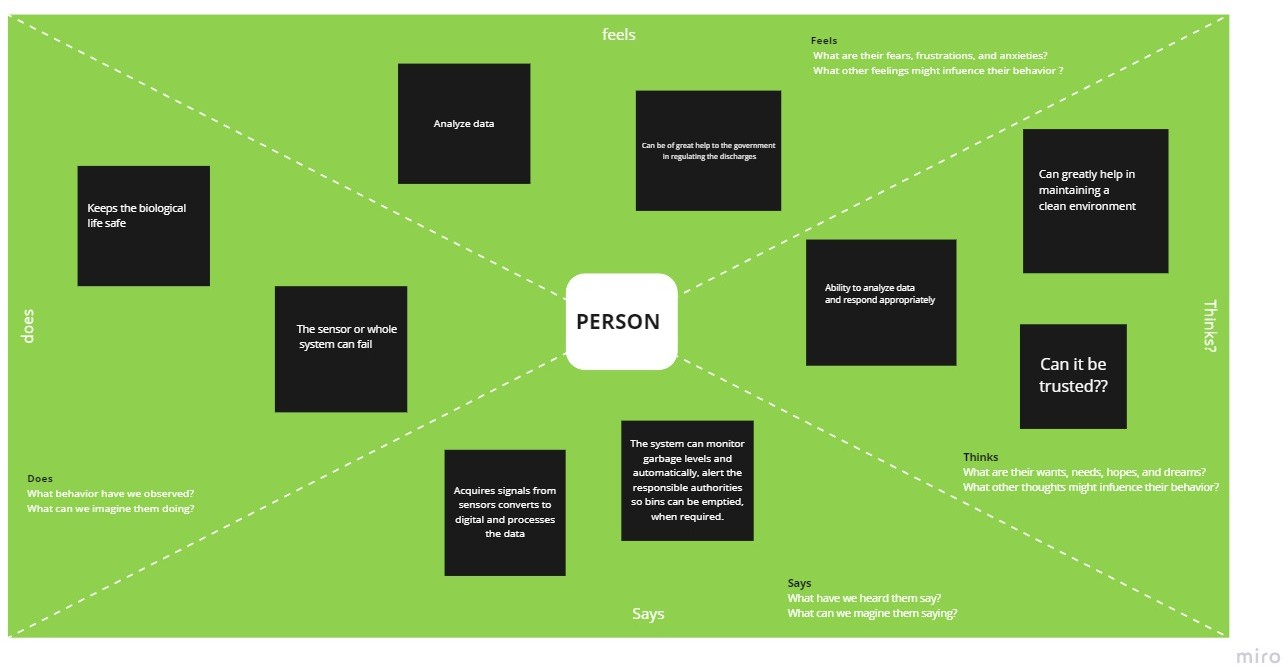 feels
Feels
What are their fears, frustrations, and anxieties?
What other feelings might infuence their behavior ?
Analyze data
Can be of great help to the government
in regulating the discharges
Can greatly help in
maintaining a
clean environment
Keeps the biological
life safe
Ability to analyze data
and respond appropriately
does
The sensor or whole
system can fail
PERSON
Thinks?
Can it be
trusted??
Thinks
What are their wants, needs, hopes, and dreams?
What other thoughts might influence their behavior?
Does
What behavior have we observed?
What can we imagine them doing?
Acquires signals from
sensors converts to
digital and processes
the data
The system can monitor
garbage levels and
automatically, alert the
responsible authorities
so bins can be emptied,
when required.
Says
Says
What have we heard them say?
What can we magine them saying?
miro